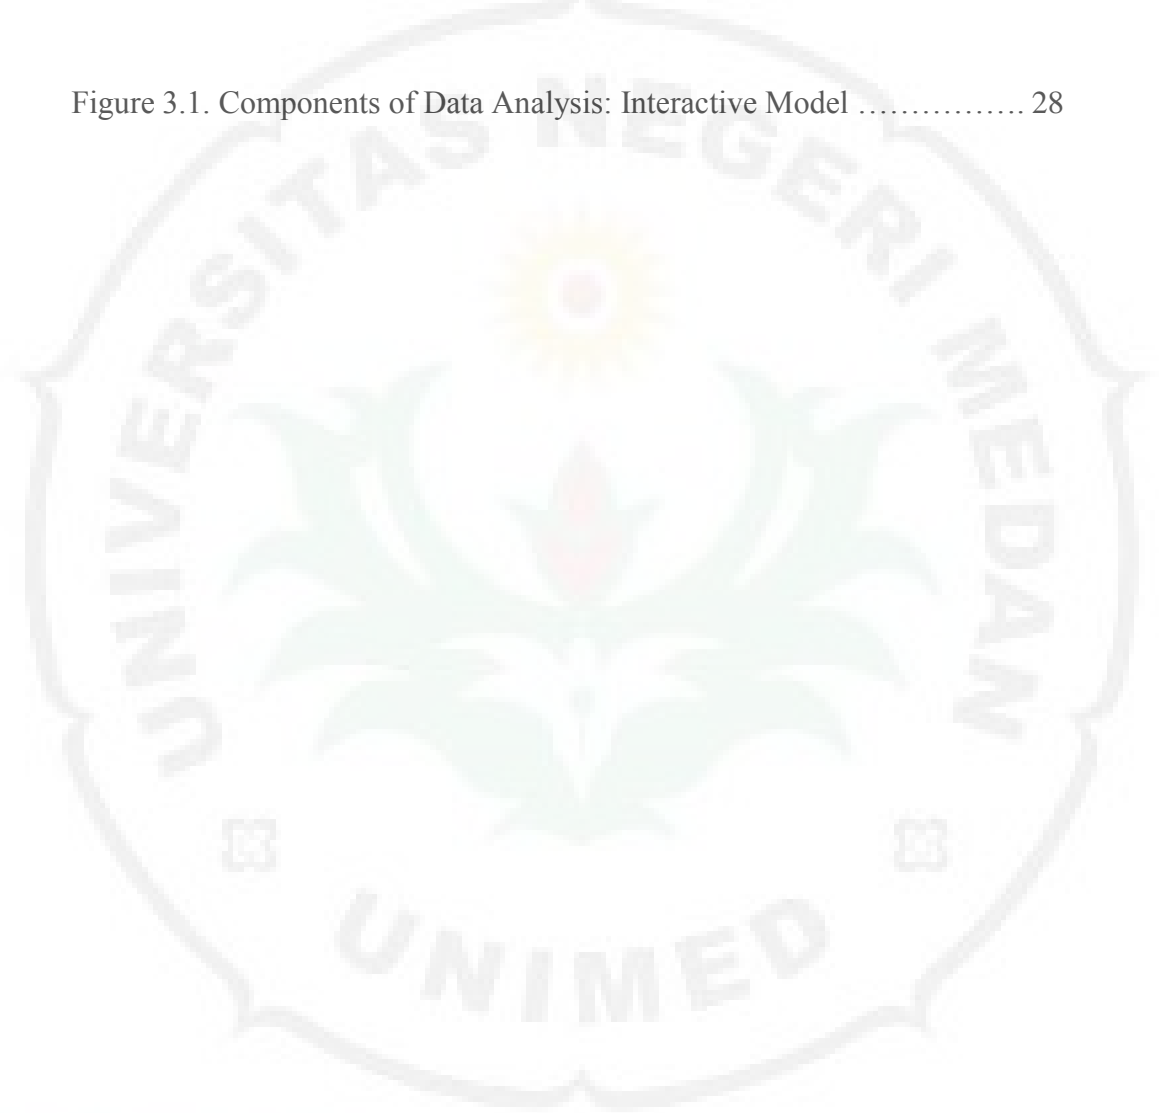 Figure 3.1. Components of Data Analysis: Interactive Model ................ 28
UNIVERSITAS NEGERI MEDAN
UNIMED